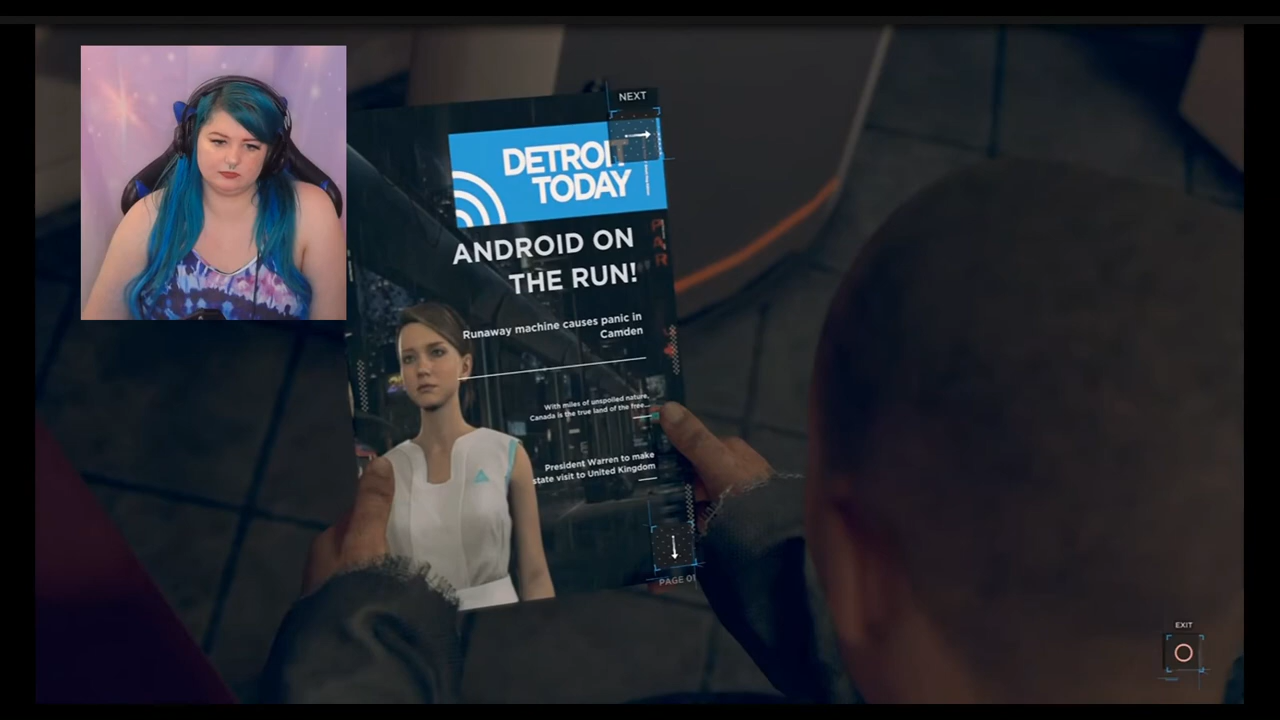 NEXT
DETROIT
TODAY
ANDROID ON
THE RUN!
Runaway machine causes panic in
Camden
With miles of unspoiled nature,
Canada is the true land of the free...
President Warren to make
state visit to United Kingdom
PAGE 01
EXIT